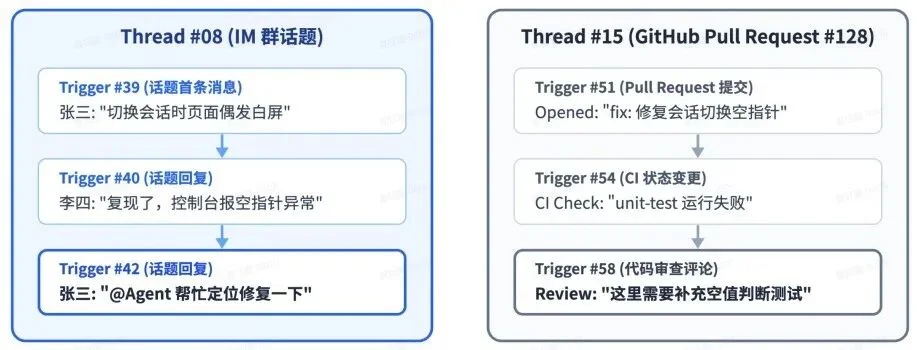 Thread #08 (IM 群话题)
Trigger #39 (话题首条消息)
张三: "切换会话时页面偶发白屏"
Trigger #40 (话题回复)
李四: "复现了，控制台报空指针异常"
Trigger #42 (话题回复)
张三: "@Agent 帮忙定位修复一下"
Thread #15 (GitHub Pull Request #128)
Trigger #51 (Pull Request 提交)
Opened: "fix: 修复会话切换空指针"
Trigger #54 (CI 状态变更)
CI Check: "unit-test 运行失败"
Trigger #58 (代码审查评论)
Review: "这里需要补充空值判断测试"